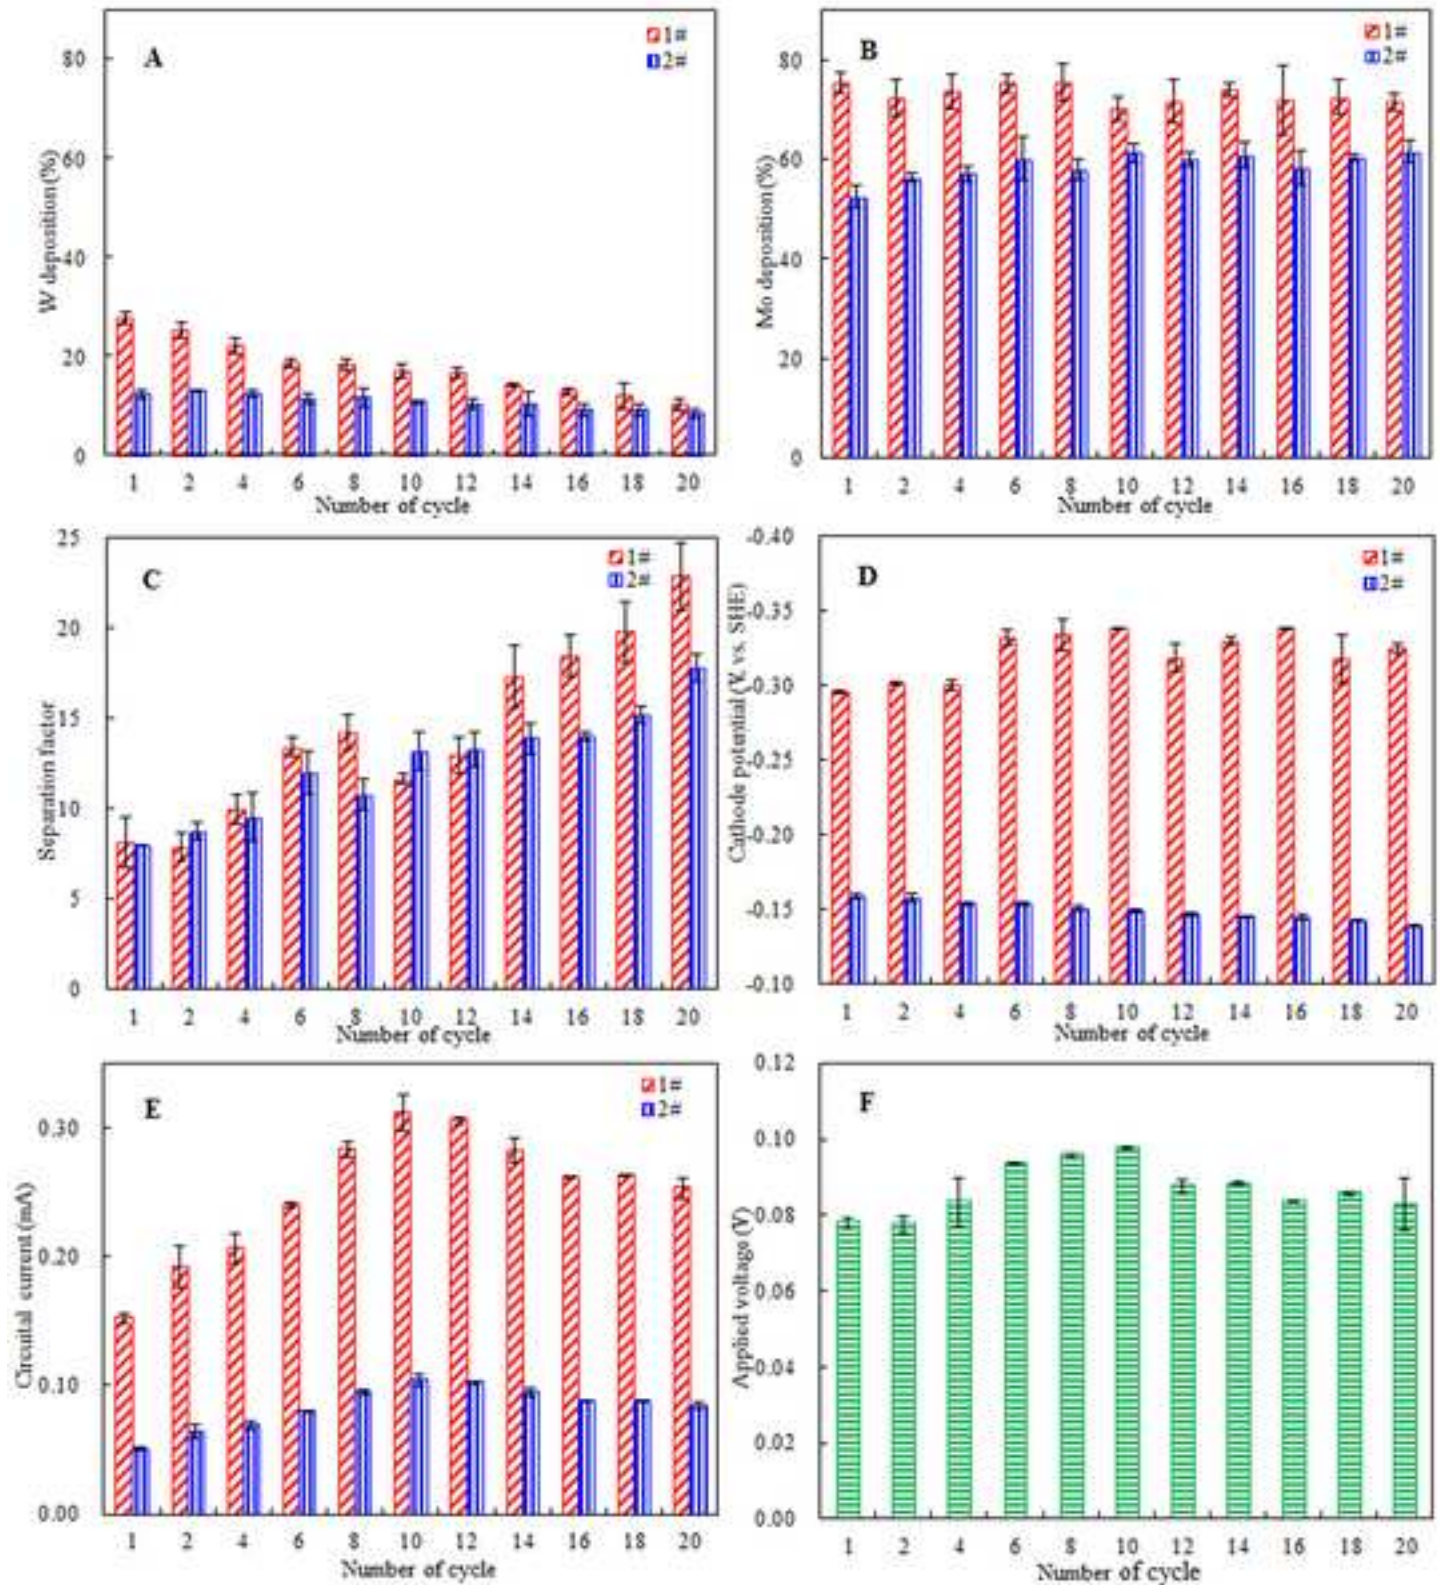 A
1#
2#
80
60
40
20
0
W deposition (%)
1 2 4 6 8 10 12 14 16 18 20
Number of cycle
B
1#
2#
80
60
40
20
0
Mo deposition (%)
1 2 4 6 8 10 12 14 16 18 20
Number of cycle
C
1#
2#
25
20
15
10
5
0
Separation factor
1 2 4 6 8 10 12 14 16 18 20
Number of cycle
D
1#
2#
-0.40
-0.35
-0.30
-0.25
-0.20
-0.15
-0.10
Cathode potential (V, vs. SHE)
1 2 4 6 8 10 12 14 16 18 20
Number of cycle
E
1#
2#
0.30
0.20
0.10
0.00
Circuital current (mA)
1 2 4 6 8 10 12 14 16 18 20
Number of cycle
F
0.12
0.10
0.08
0.06
0.04
0.02
0.00
Applied voltage (V)
1 2 4 6 8 10 12 14 16 18 20
Number of cycle